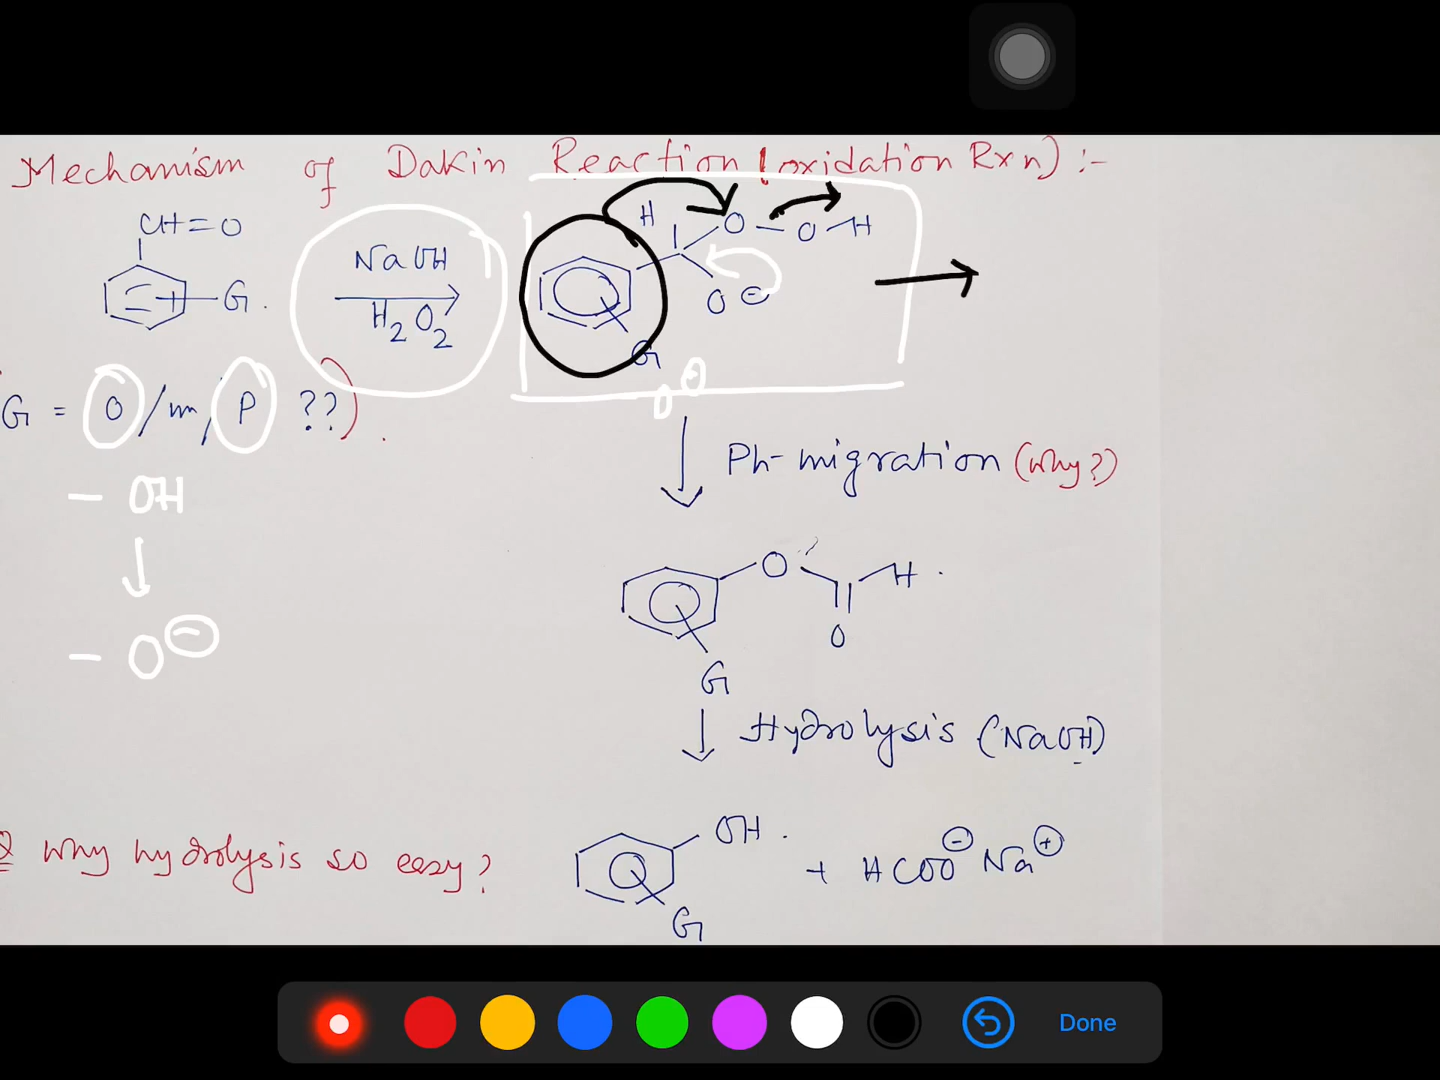 Mechanism of Dakin Reaction (oxidation Rxn) :-
CH=O
G .
NaOH
H2O2
H
O - O - H
O ⊖
G
G = O/m, P ??) .
O ⊖
- OH
- O ⊖
Ph-migration (Why?)
O
H .
O
G
Hydrolysis (NaOH)
Q Why hydrolysis so easy?
OH .
G
+ HCOO⊖ Na⊕
Done